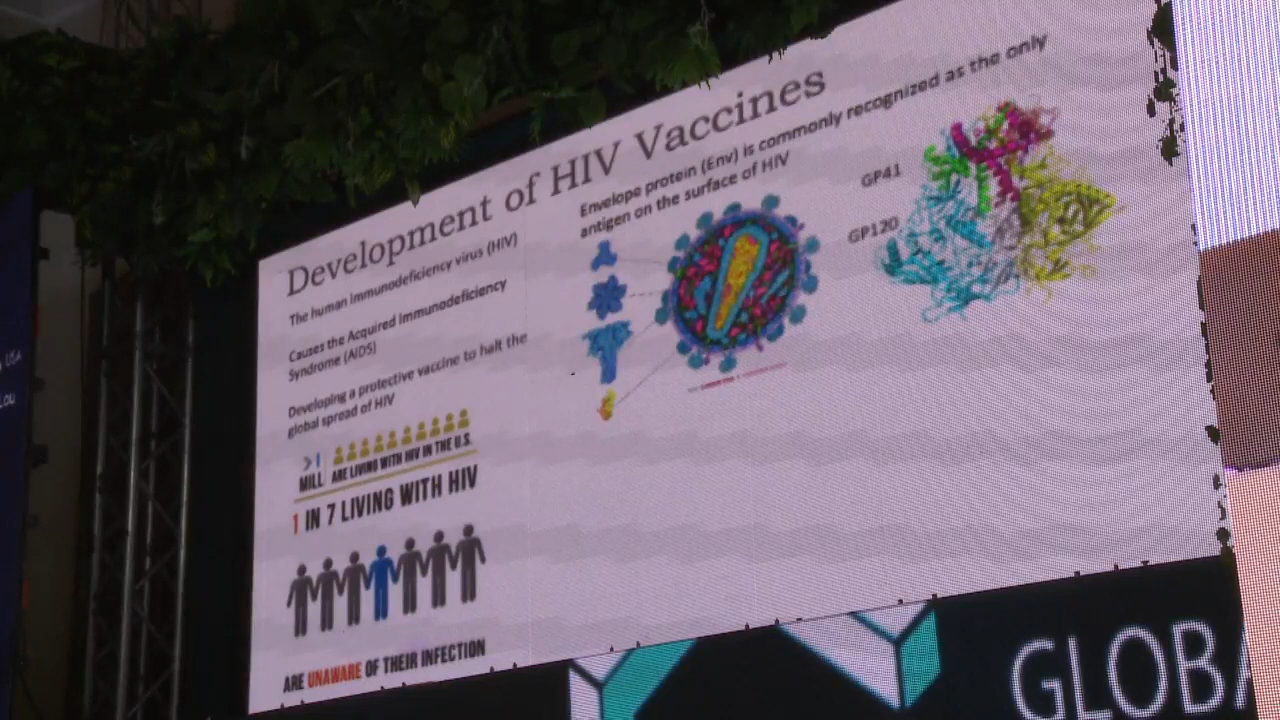 Development of HIV Vaccines
The human immunodeficiency virus (HIV)
Causes the Acquired Immunodeficiency
Syndrome (AIDS)
Developing a protective vaccine to halt the
global spread of HIV
>1
MILL
ARE LIVING WITH HIV IN THE U.S.
1 IN 7 LIVING WITH HIV
ARE UNAWARE OF THEIR INFECTION
Envelope protein (Env) is commonly recognized as the only
antigen on the surface of HIV
GP41
GP120
USA
GLOBA